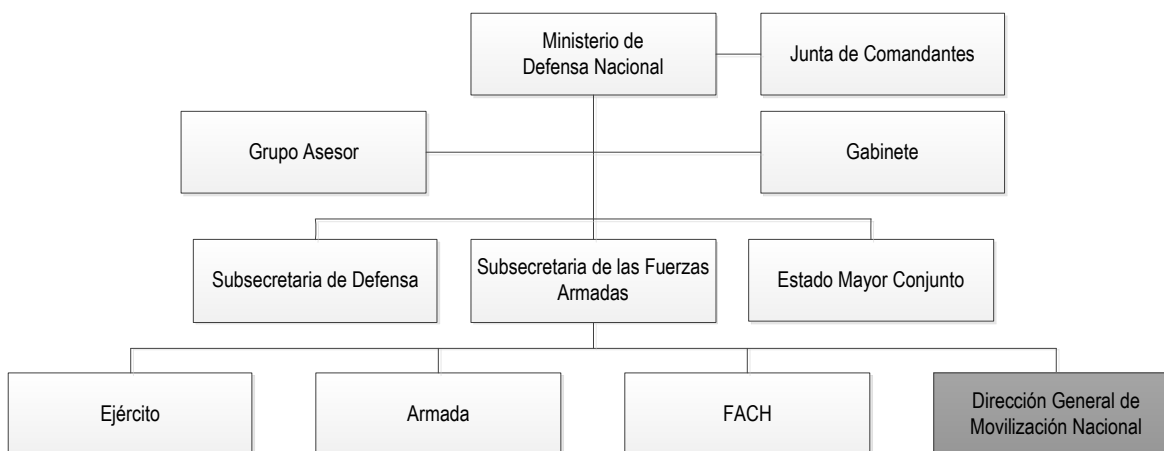 Ministerio de
Defensa Nacional
Junta de Comandantes
Grupo Asesor
Gabinete
Subsecretaria de Defensa
Subsecretaria de las Fuerzas
Armadas
Estado Mayor Conjunto
Ejército
Armada
FACH
Dirección General de
Movilización Nacional